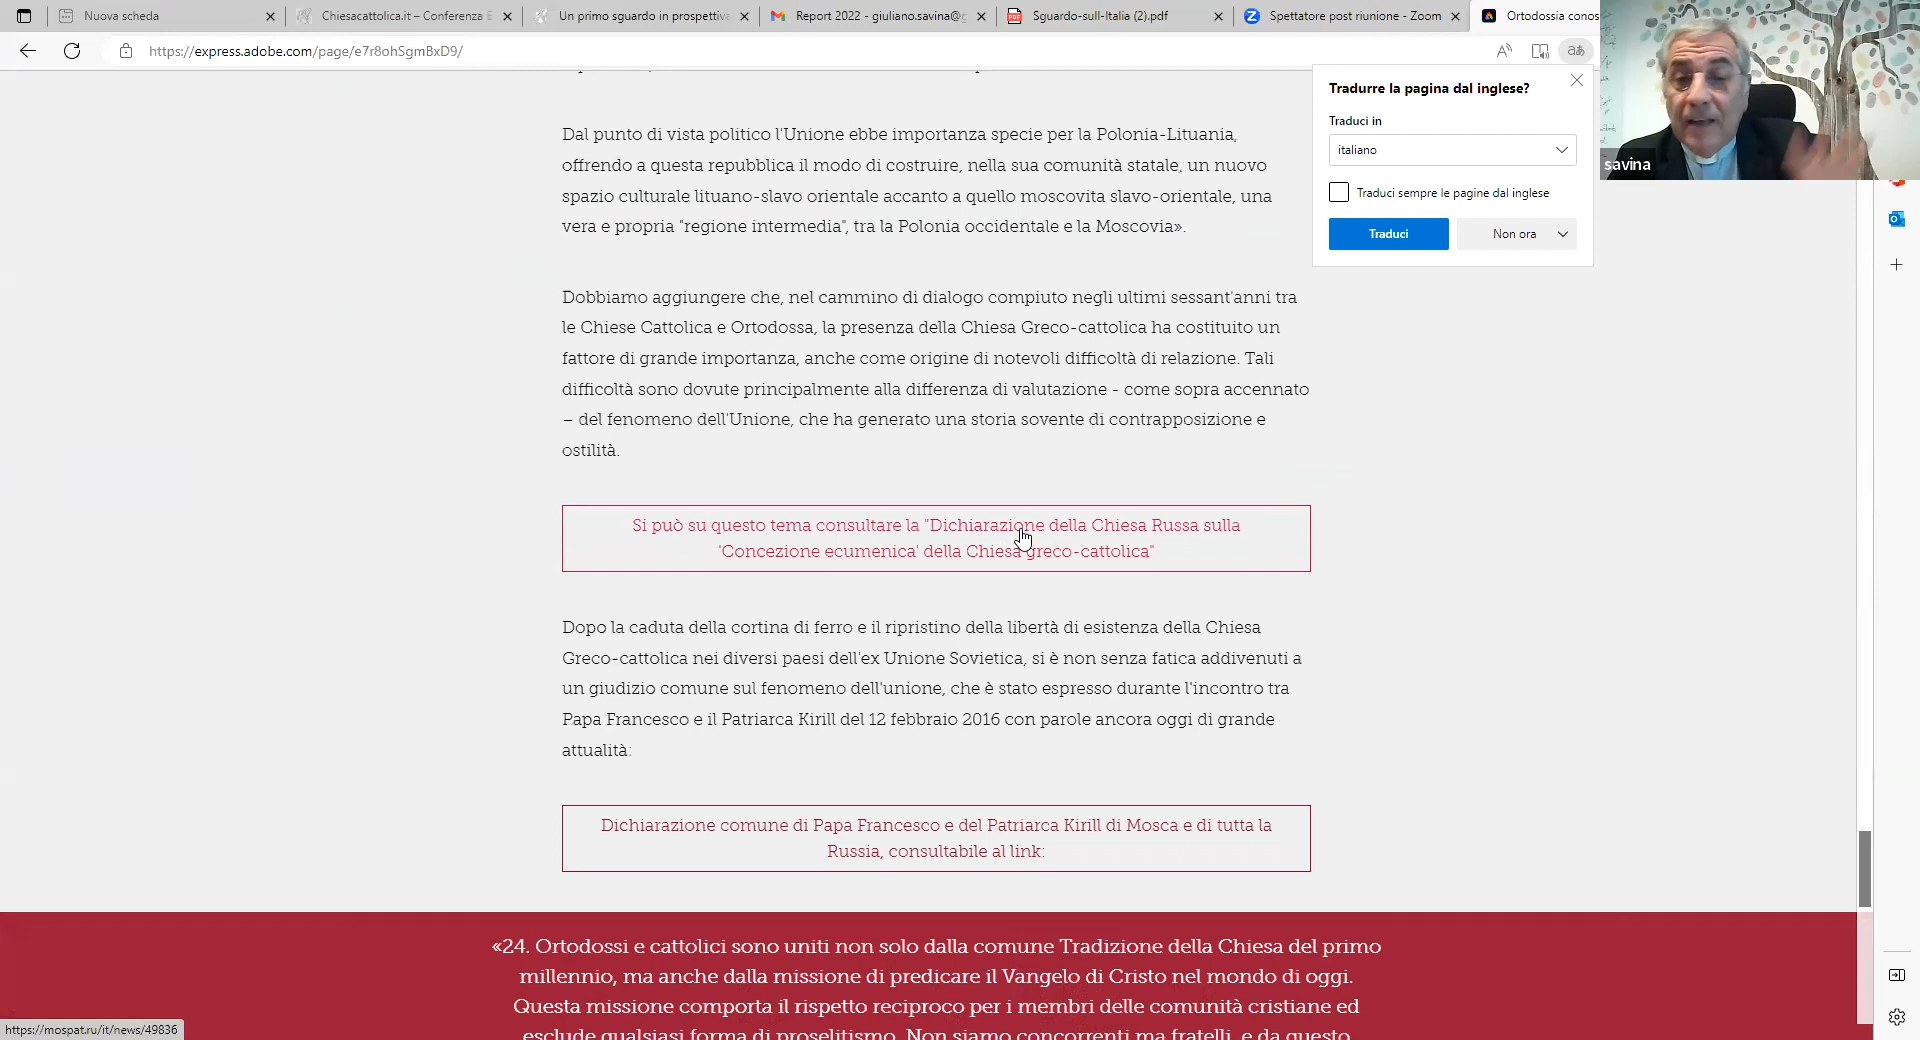 Nuova scheda
Chiesacattolica.it – Conferenza E
Un primo sguardo in prospettiva
Report 2022 - giuliano.savina@g
Sguardo-sull-Italia (2).pdf
Spettatore post riunione - Zoom
Ortodossia conos
https://express.adobe.com/page/e7r8ohSgmBxD9/
savina
Tradurre la pagina dal inglese?
Traduci in
italiano
Traduci sempre le pagine dal inglese
Traduci
Non ora
Dal punto di vista politico l'Unione ebbe importanza specie per la Polonia-Lituania,
offrendo a questa repubblica il modo di costruire, nella sua comunità statale, un nuovo
spazio culturale lituano-slavo orientale accanto a quello moscovita slavo-orientale, una
vera e propria "regione intermedia", tra la Polonia occidentale e la Moscovia».
Dobbiamo aggiungere che, nel cammino di dialogo compiuto negli ultimi sessant'anni tra
le Chiese Cattolica e Ortodossa, la presenza della Chiesa Greco-cattolica ha costituito un
fattore di grande importanza, anche come origine di notevoli difficoltà di relazione. Tali
difficoltà sono dovute principalmente alla differenza di valutazione - come sopra accennato
– del fenomeno dell'Unione, che ha generato una storia sovente di contrapposizione e
ostilità.
Si può su questo tema consultare la "Dichiarazione della Chiesa Russa sulla
'Concezione ecumenica' della Chiesa greco-cattolica"
Dopo la caduta della cortina di ferro e il ripristino della libertà di esistenza della Chiesa
Greco-cattolica nei diversi paesi dell'ex Unione Sovietica, si è non senza fatica addivenuti a
un giudizio comune sul fenomeno dell'unione, che è stato espresso durante l'incontro tra
Papa Francesco e il Patriarca Kirill del 12 febbraio 2016 con parole ancora oggi di grande
attualità:
Dichiarazione comune di Papa Francesco e del Patriarca Kirill di Mosca e di tutta la
Russia, consultabile al link:
«24. Ortodossi e cattolici sono uniti non solo dalla comune Tradizione della Chiesa del primo
millennio, ma anche dalla missione di predicare il Vangelo di Cristo nel mondo di oggi.
Questa missione comporta il rispetto reciproco per i membri delle comunità cristiane ed
esclude qualsiasi forma di proselitismo. Non siamo concorrenti ma fratelli, e da questo
https://mospat.ru/it/news/49836